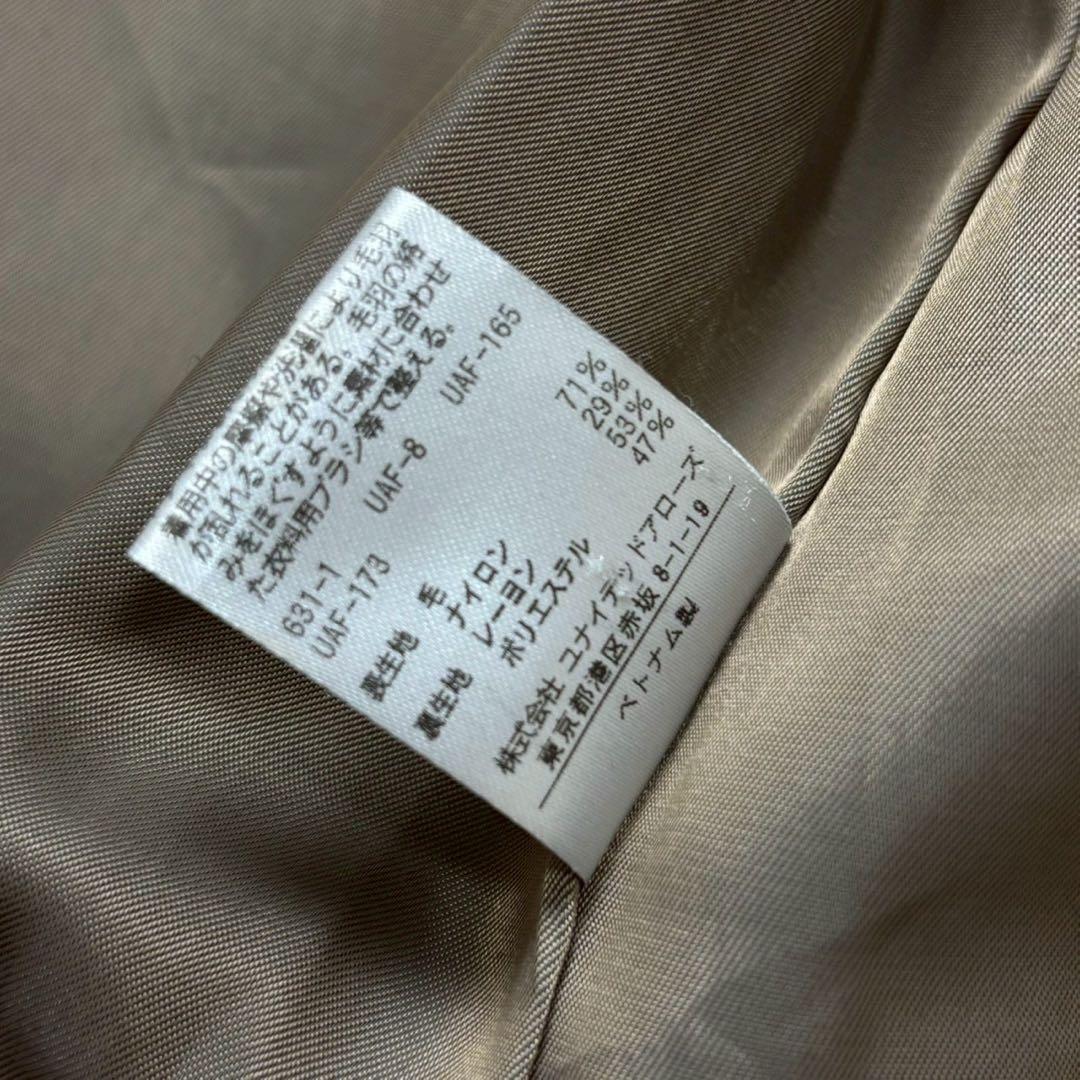 着用中の摩擦や加温により毛羽
が乱れることがある。毛羽の絡
みをほぐすように素材に合わせ
た衣料用ブラシ等で整える。
631-1 UAF-8 UAF-165
UAF-173
表生地 毛 71%
ナイロン 29%
裏生地 レーヨン 53%
ポリエステル 47%
株式会社 ユナイテッドアローズ
東京都港区赤坂8-1-19
ベトナム製